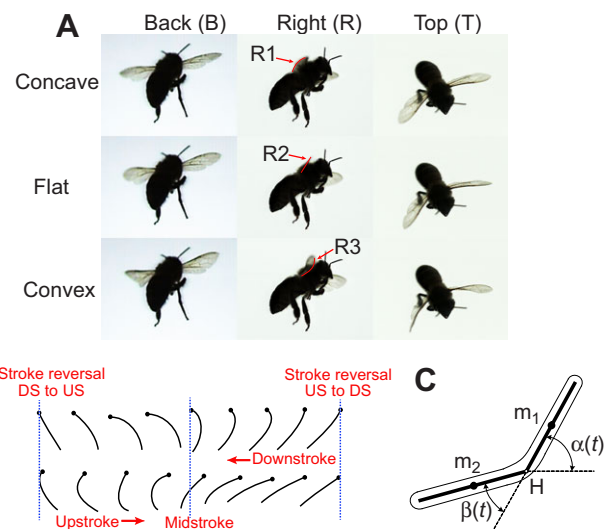 A
Back (B)
Right (R)
Top (T)
Concave
R1
Flat
R2
Convex
R3
Stroke reversal
DS to US
Stroke reversal
US to DS
Downstroke
Upstroke
Midstroke
C
m1
α(t)
m2
H
β(t)